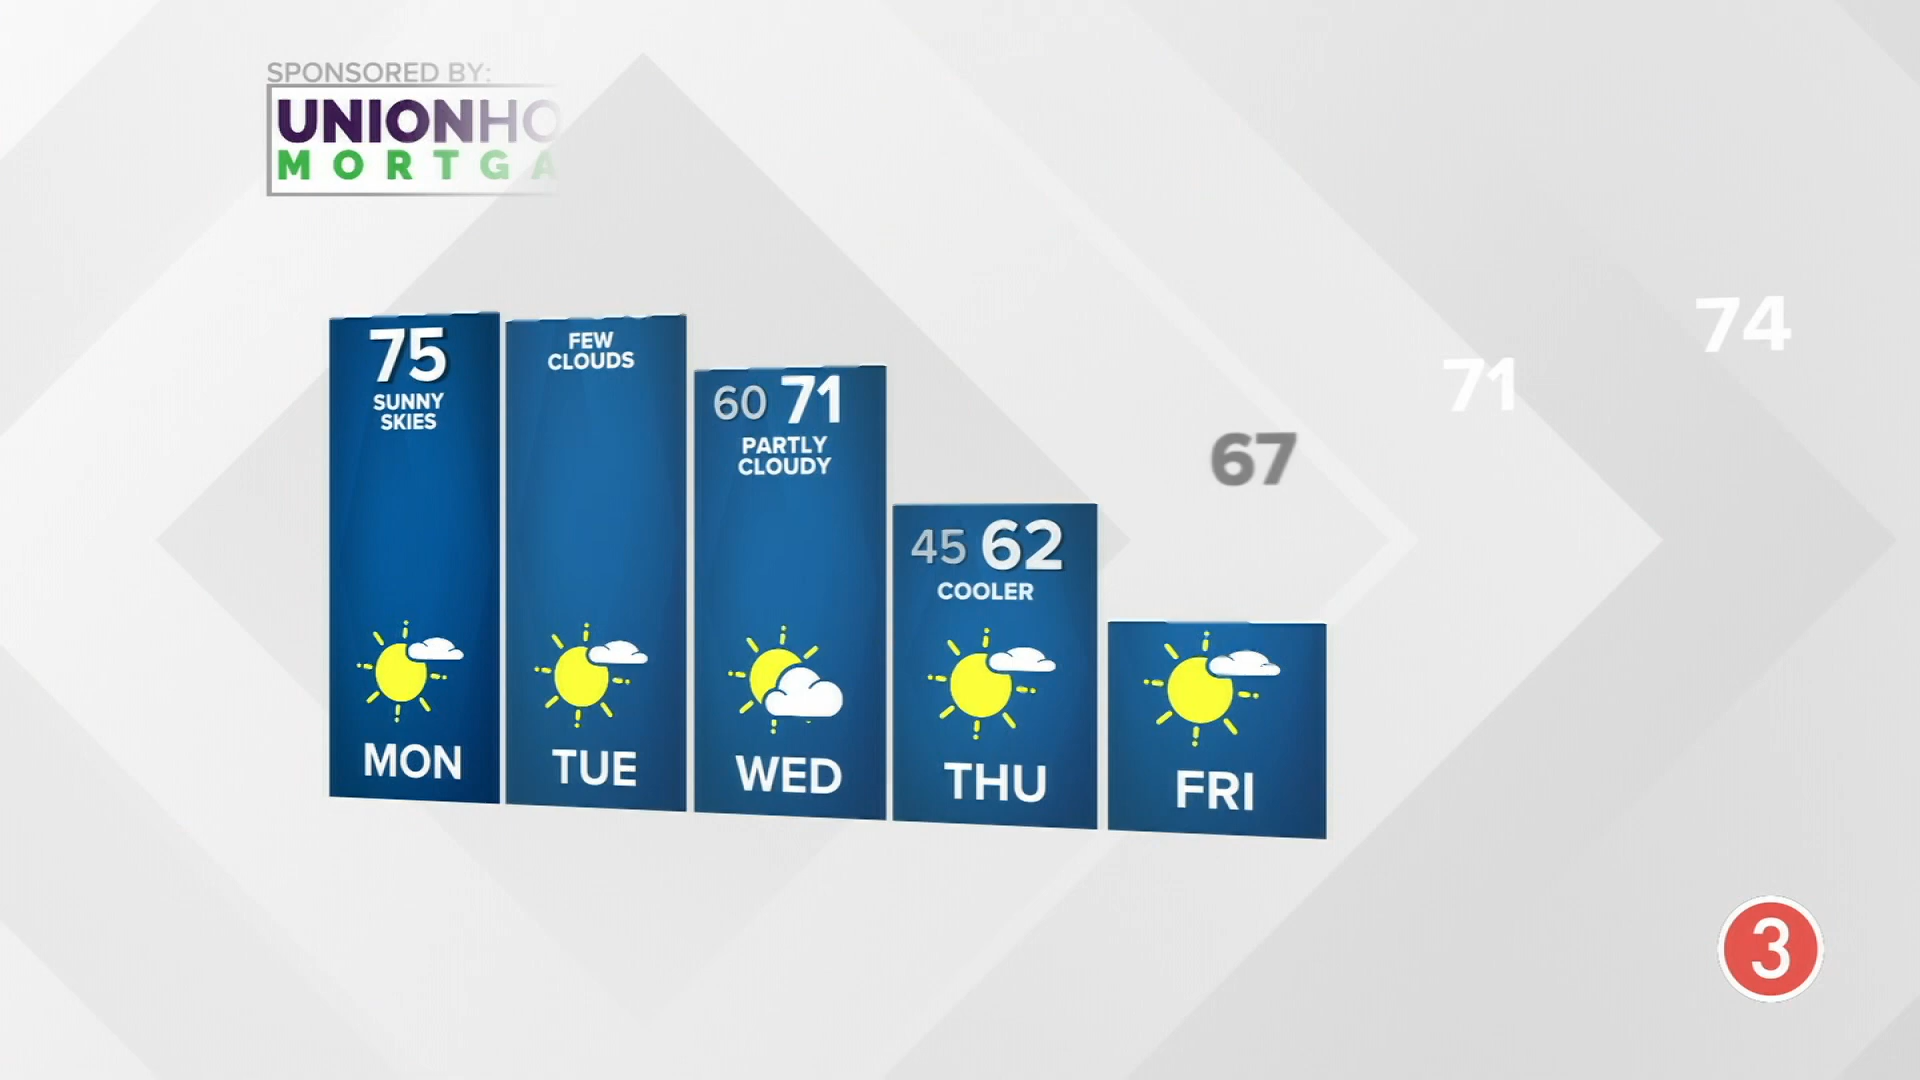 SPONSORED BY:
UNIONHO
MORTGA
75
SUNNY
SKIES
MON
FEW
CLOUDS
TUE
60 71
PARTLY
CLOUDY
WED
45 62
COOLER
THU
67
FRI
71
74
3